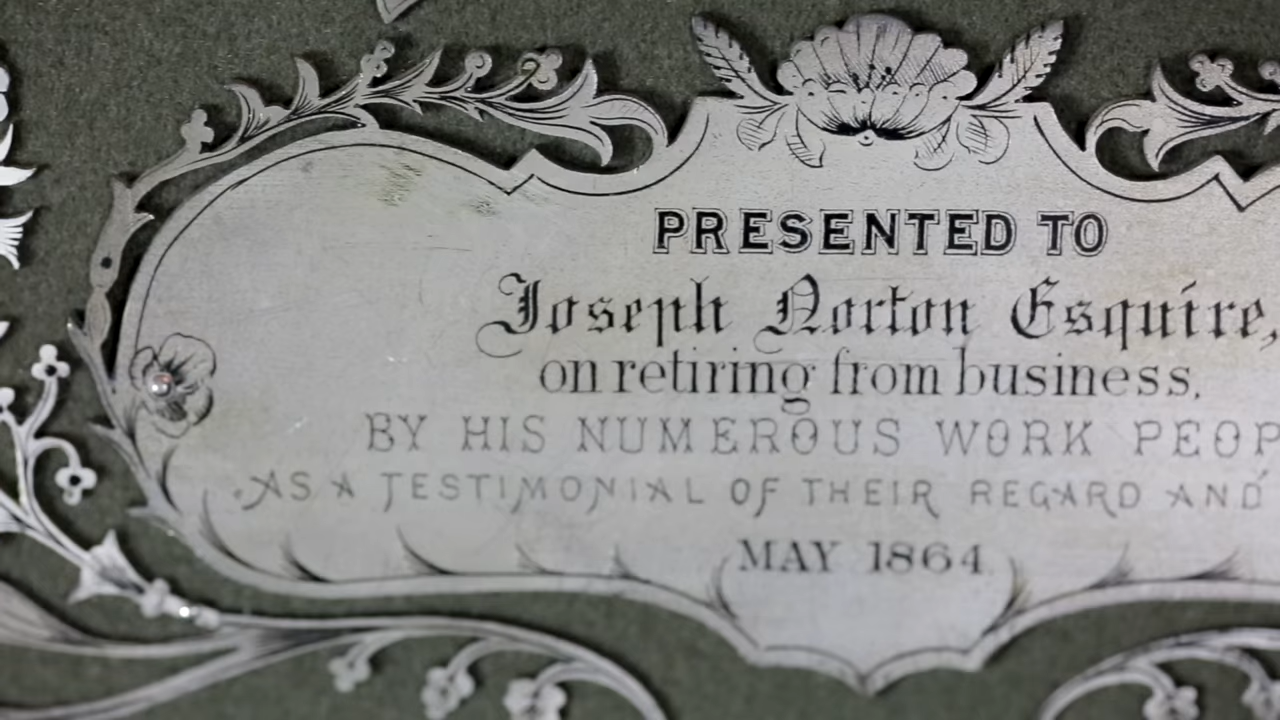 PRESENTED TO
Joseph Norton Esquire,
on retiring from business,
BY HIS NUMEROUS WORK PEOP
AS A TESTIMONIAL OF THEIR REGARD AND
MAY 1864